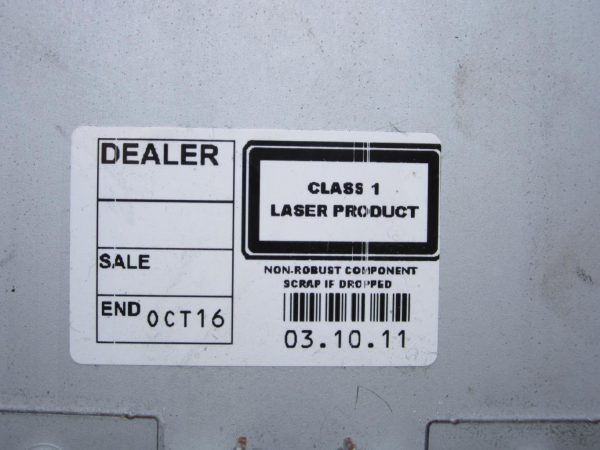 DEALER
SALE
END OCT16
CLASS 1
LASER PRODUCT
NON-ROBUST COMPONENT
SCRAP IF DROPPED
03.10.11